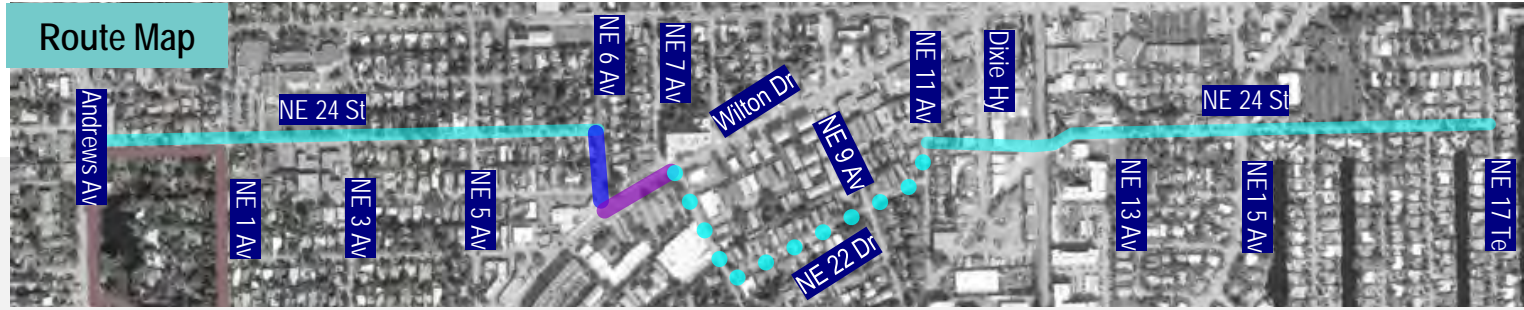 Route Map
Andrews Av
NE 24 St
NE 1 Av
NE 3 Av
NE 5 Av
NE 6 Av
NE 7 Av
Wilton Dr
NE 9 Av
NE 22 Dr
NE 11 Av
Dixie Hy
NE 13 Av
NE 24 St
NE1 5 Av
NE 17 Te